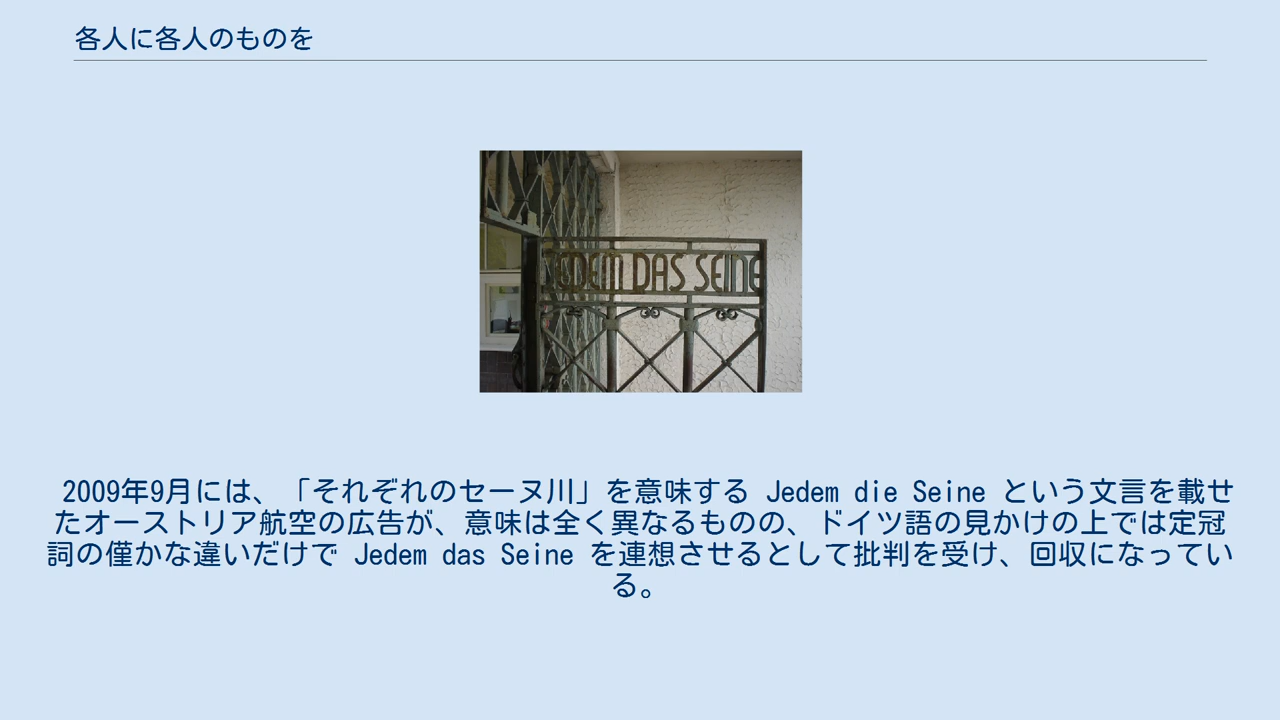 各人に各人のものを
JEDEM DAS SEINE
2009年9月には、「それぞれのセーヌ川」を意味する Jedem die Seine という文言を載せ
たオーストリア航空の広告が、意味は全く異なるものの、ドイツ語の見かけの上では定冠
詞の僅かな違いだけで Jedem das Seine を連想させるとして批判を受け、回収になってい
る。